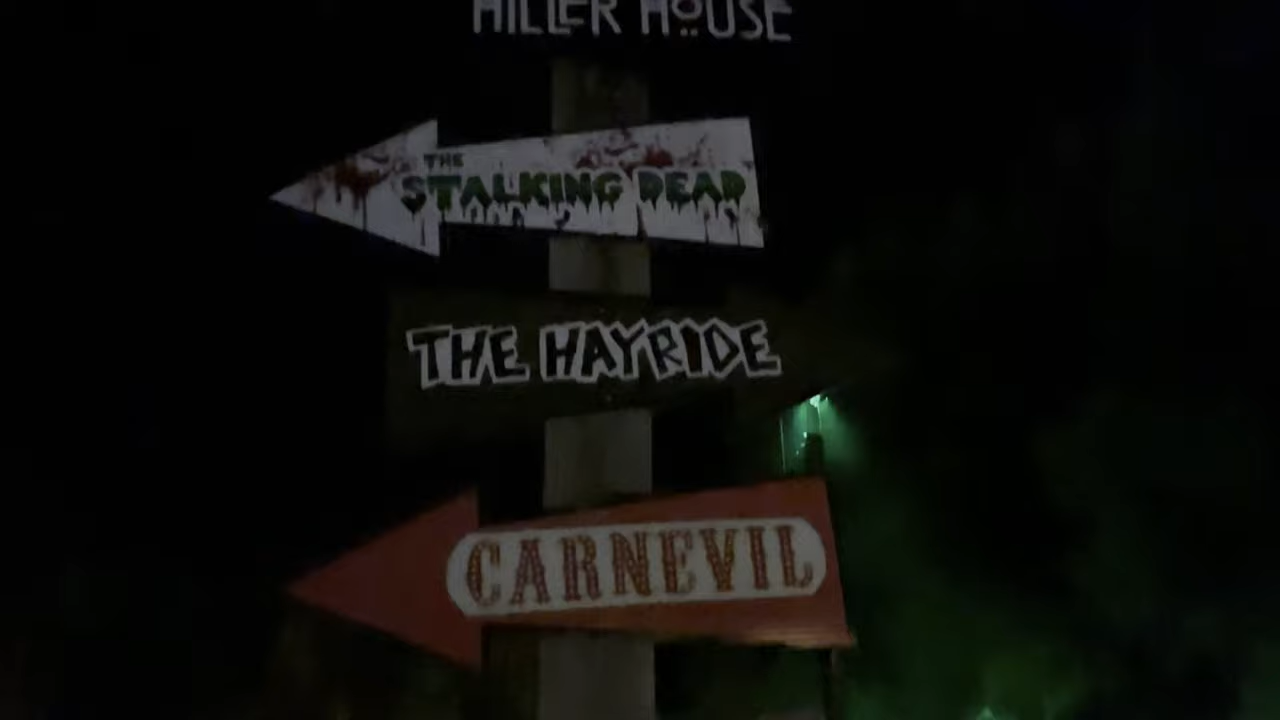 HILLER HOUSE
THE
STALKING DEAD
THE HAYRIDE
CARNEVIL